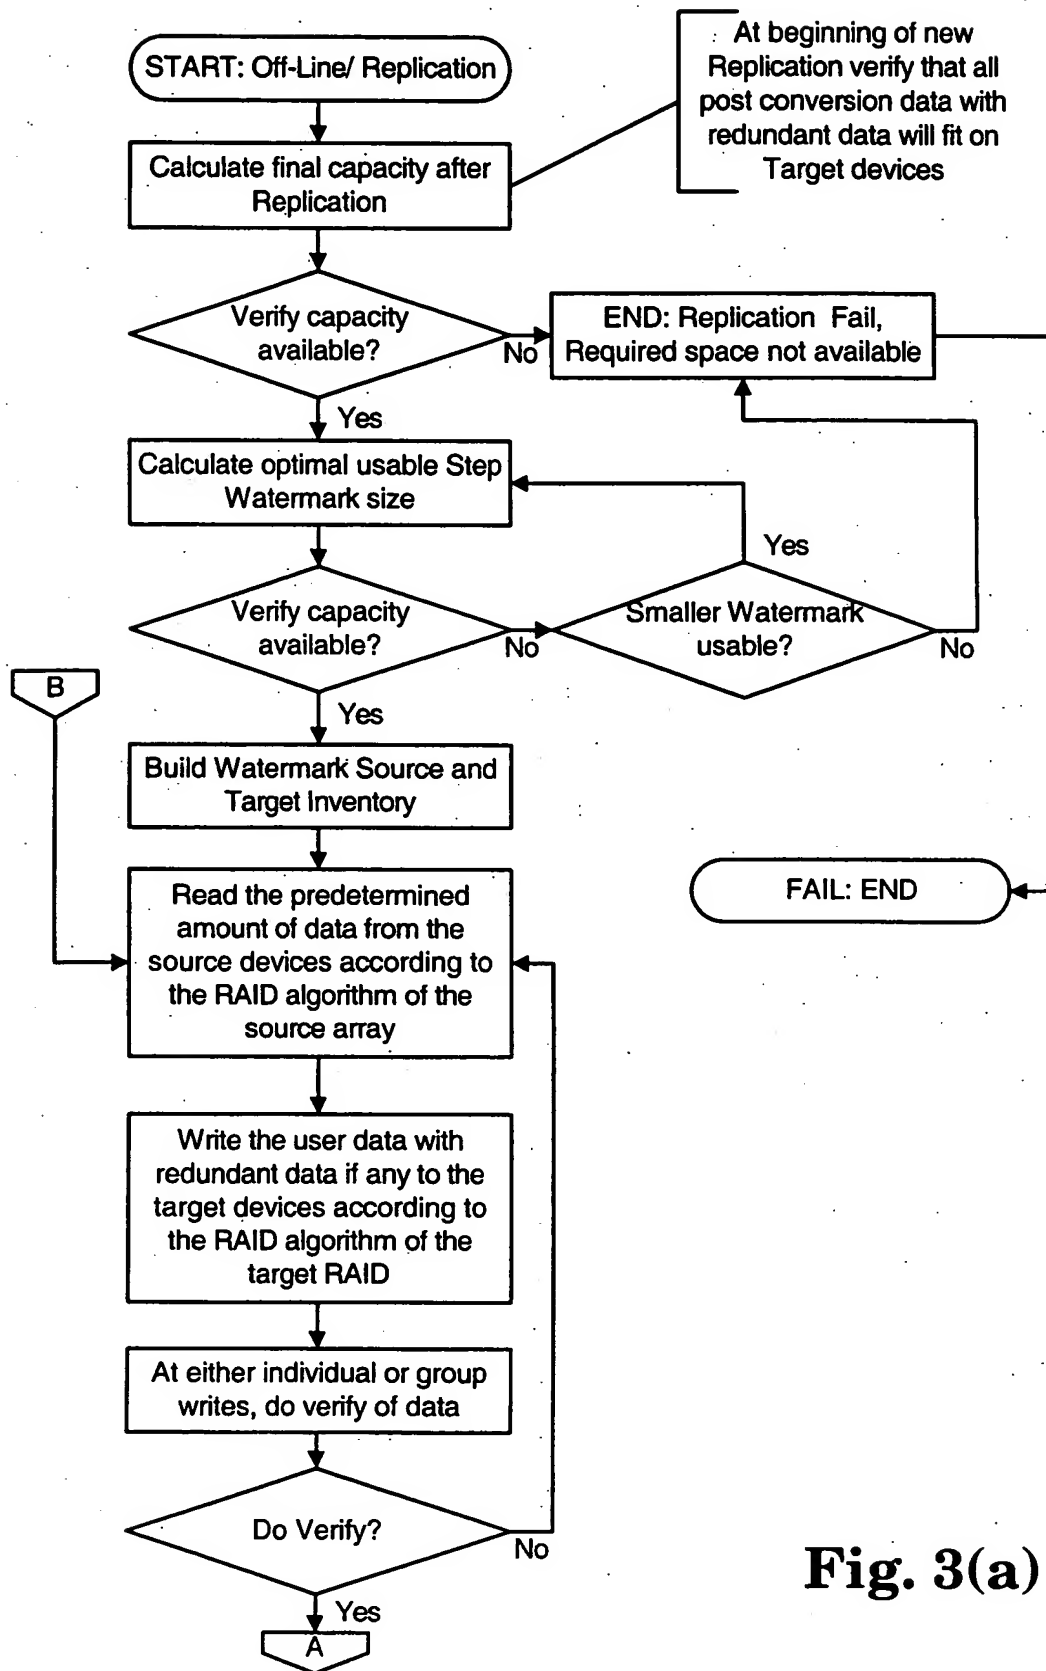 START: Off-Line/ Replication
At beginning of new
Replication verify that all
post conversion data with
redundant data will fit on
Target devices
Calculate final capacity after
Replication
Verify capacity
available?
No
END: Replication Fail,
Required space not available
Yes
Calculate optimal usable Step
Watermark size
Yes
Verify capacity
available?
No
Smaller Watermark
usable?
No
B
Yes
Build Watermark Source and
Target Inventory
Read the predetermined
amount of data from the
source devices according to
the RAID algorithm of the
source array
FAIL: END
Write the user data with
redundant data if any to the
target devices according to
the RAID algorithm of the
target RAID
At either individual or group
writes, do verify of data
Do Verify?
No
Yes
A
Fig. 3(a)